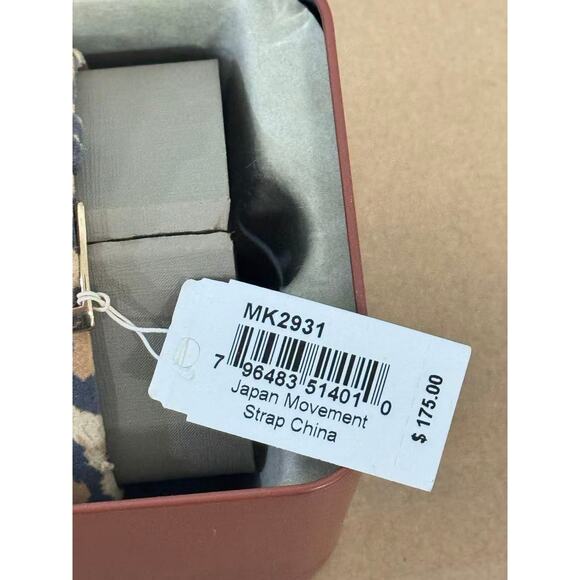 MK2931
7 96483 51401 0
Japan Movement
Strap China
$ 175.00